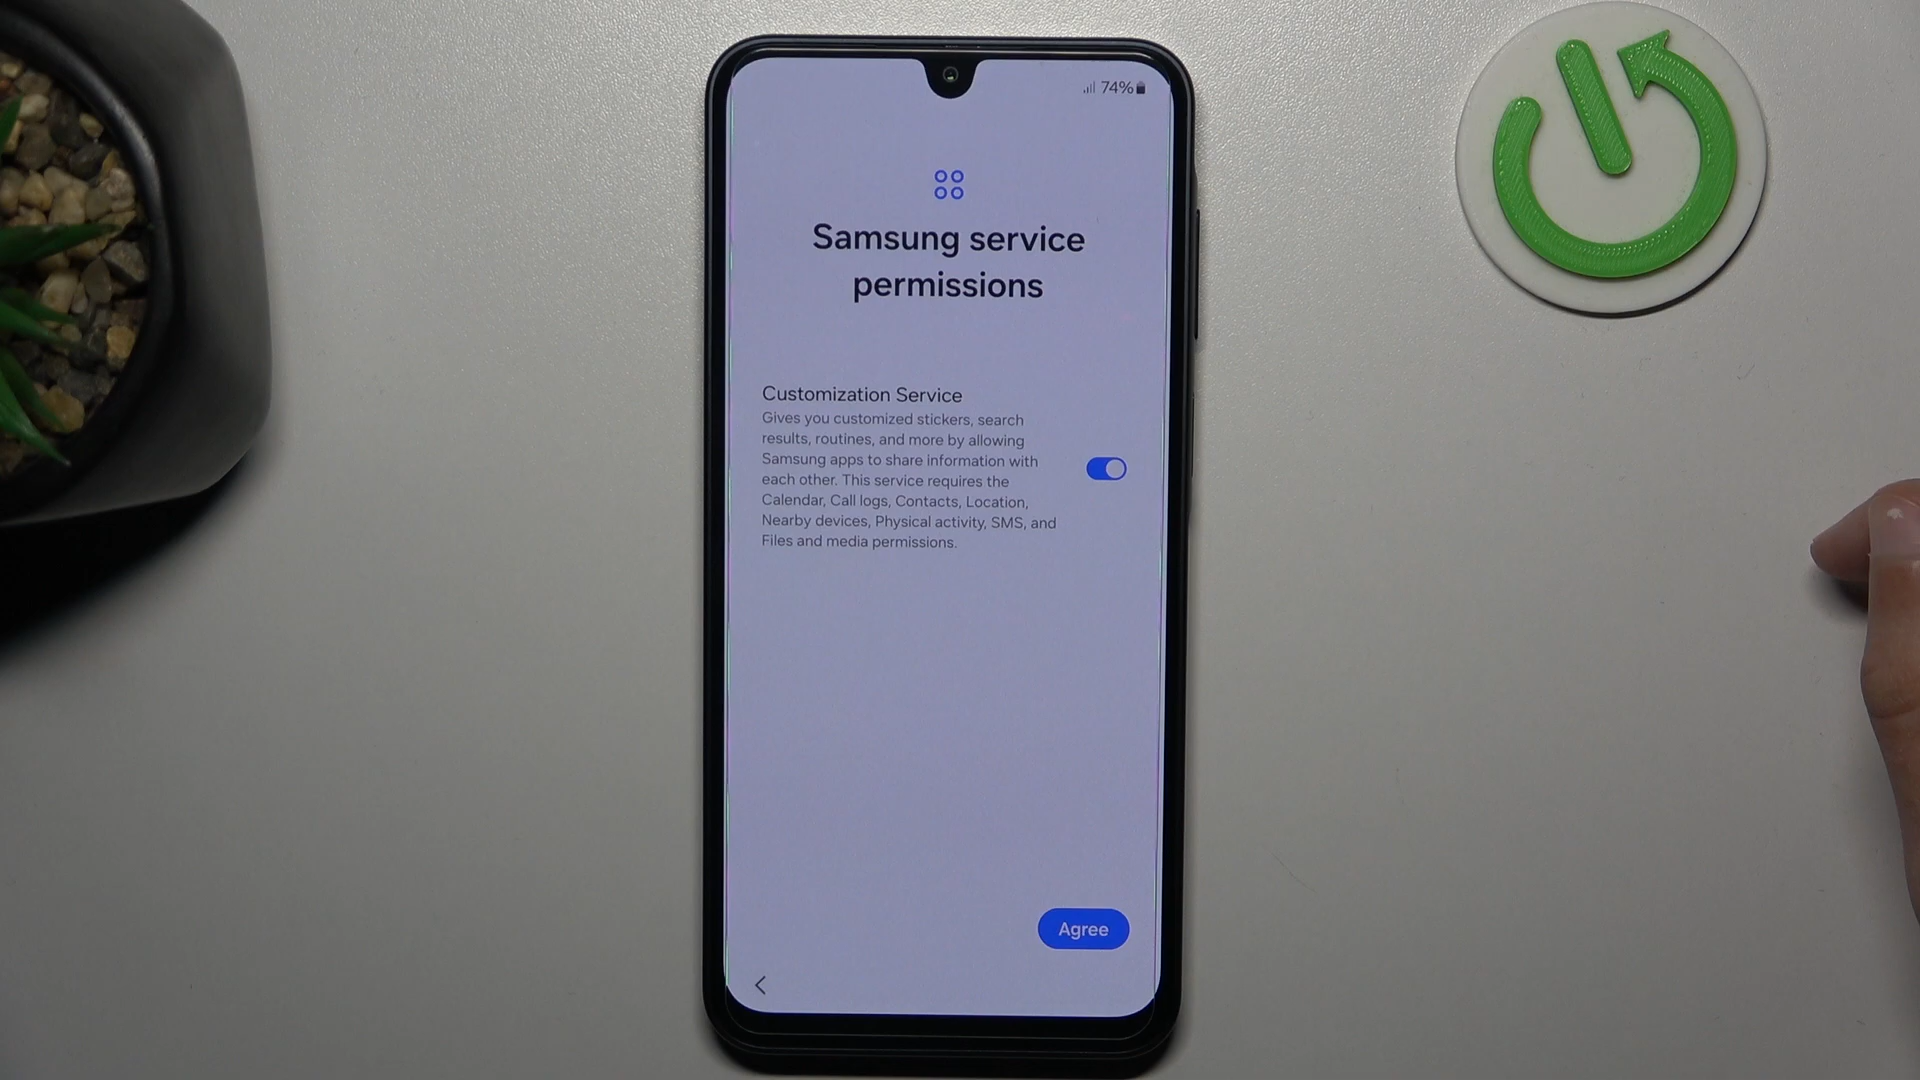 74%
Samsung service
permissions
Customization Service
Gives you customized stickers, search
results, routines, and more by allowing
Samsung apps to share information with
each other. This service requires the
Calendar, Call logs, Contacts, Location,
Nearby devices, Physical activity, SMS, and
Files and media permissions.
Agree